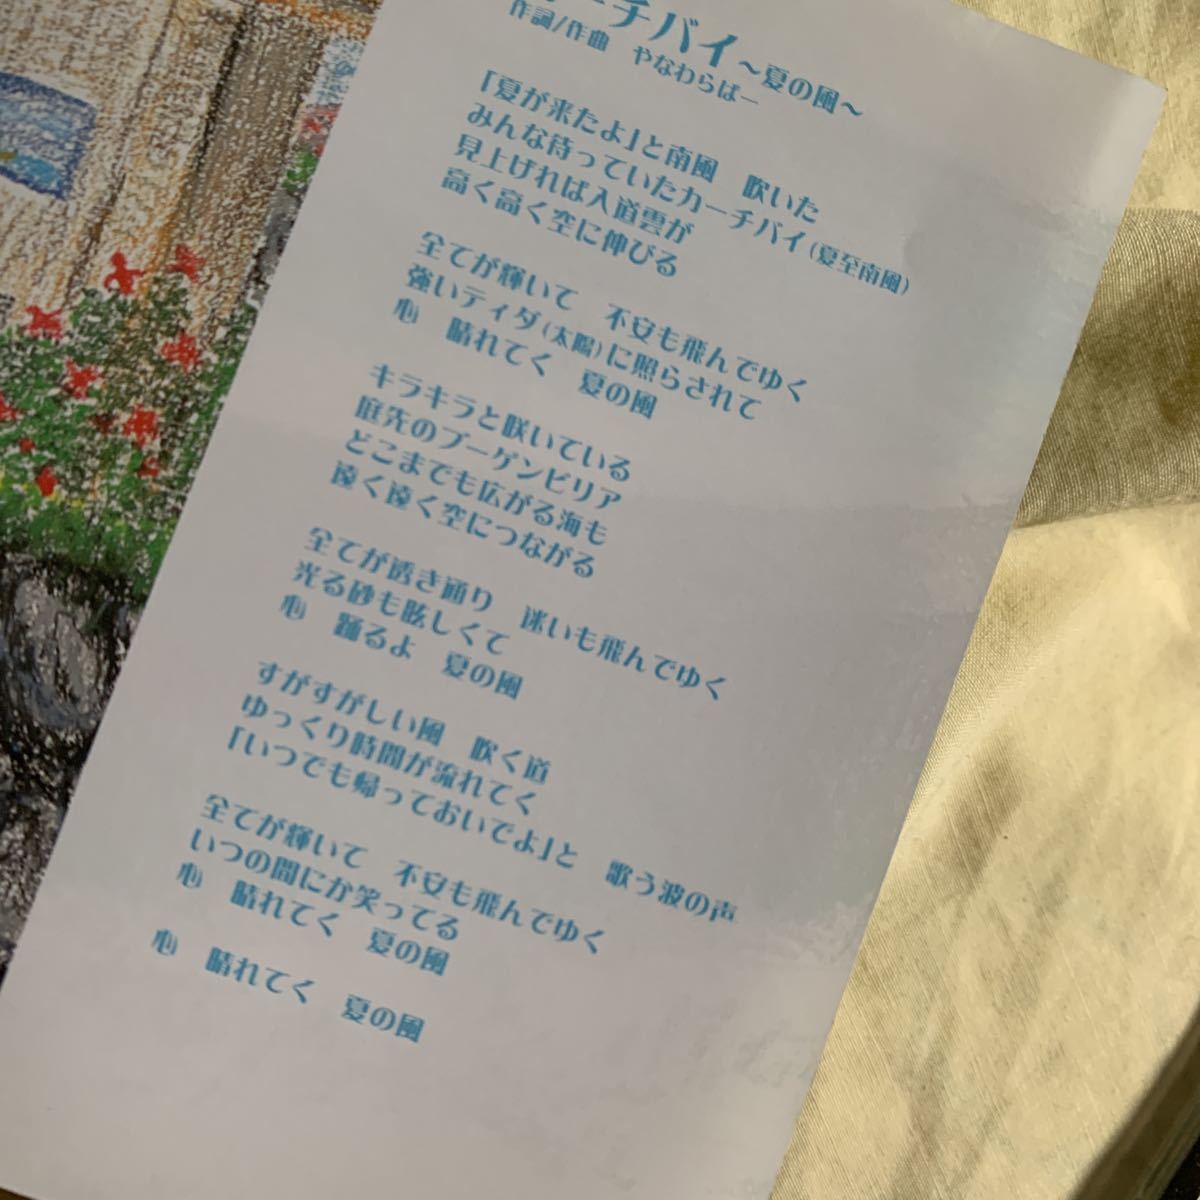 ーチバイ～夏の風～
作詞/作曲　やなわらばー
「夏が来たよ」と南風　吹いた
みんな待っていたカーチバイ(夏至南風)
見上げれば入道雲が
高く高く空に伸びる
全てが輝いて　不安も飛んでゆく
強いティダ(太陽)に照らされて
心　晴れてく　夏の風
キラキラと咲いている
庭先のブーゲンビリア
どこまでも広がる海も
遠く遠く空につながる
全てが透き通り　迷いも飛んでゆく
光る砂も眩しくて
心　踊るよ　夏の風
すがすがしい風　吹く道
ゆっくり時間が流れてく
「いつでも帰っておいでよ」と　歌う波の声
全てが輝いて　不安も飛んでゆく
いつの間にか笑ってる
心　晴れてく　夏の風
心　晴れてく　夏の風